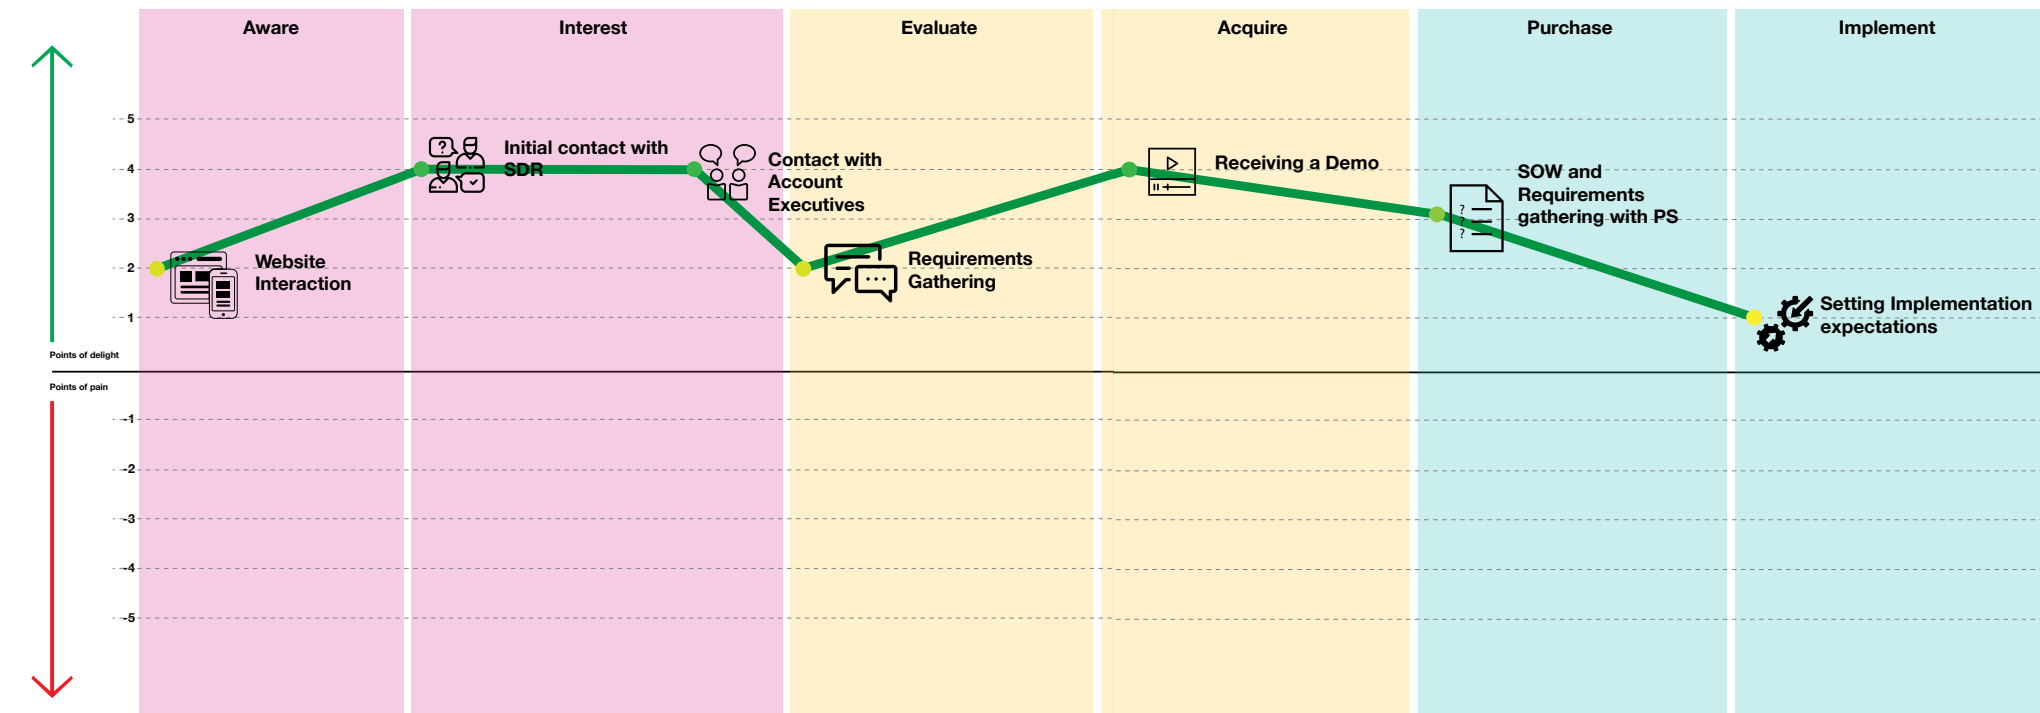 Aware
Interest
Evaluate
Acquire
Purchase
Implement
5
4
3
2
1
Points of delight
Points of pain
-1
-2
-3
-4
-5
Website
Interaction
Initial contact with
SDR
Contact with
Account
Executives
Requirements
Gathering
Receiving a Demo
SOW and
Requirements
gathering with PS
Setting Implementation
expectations
?
?
?
?